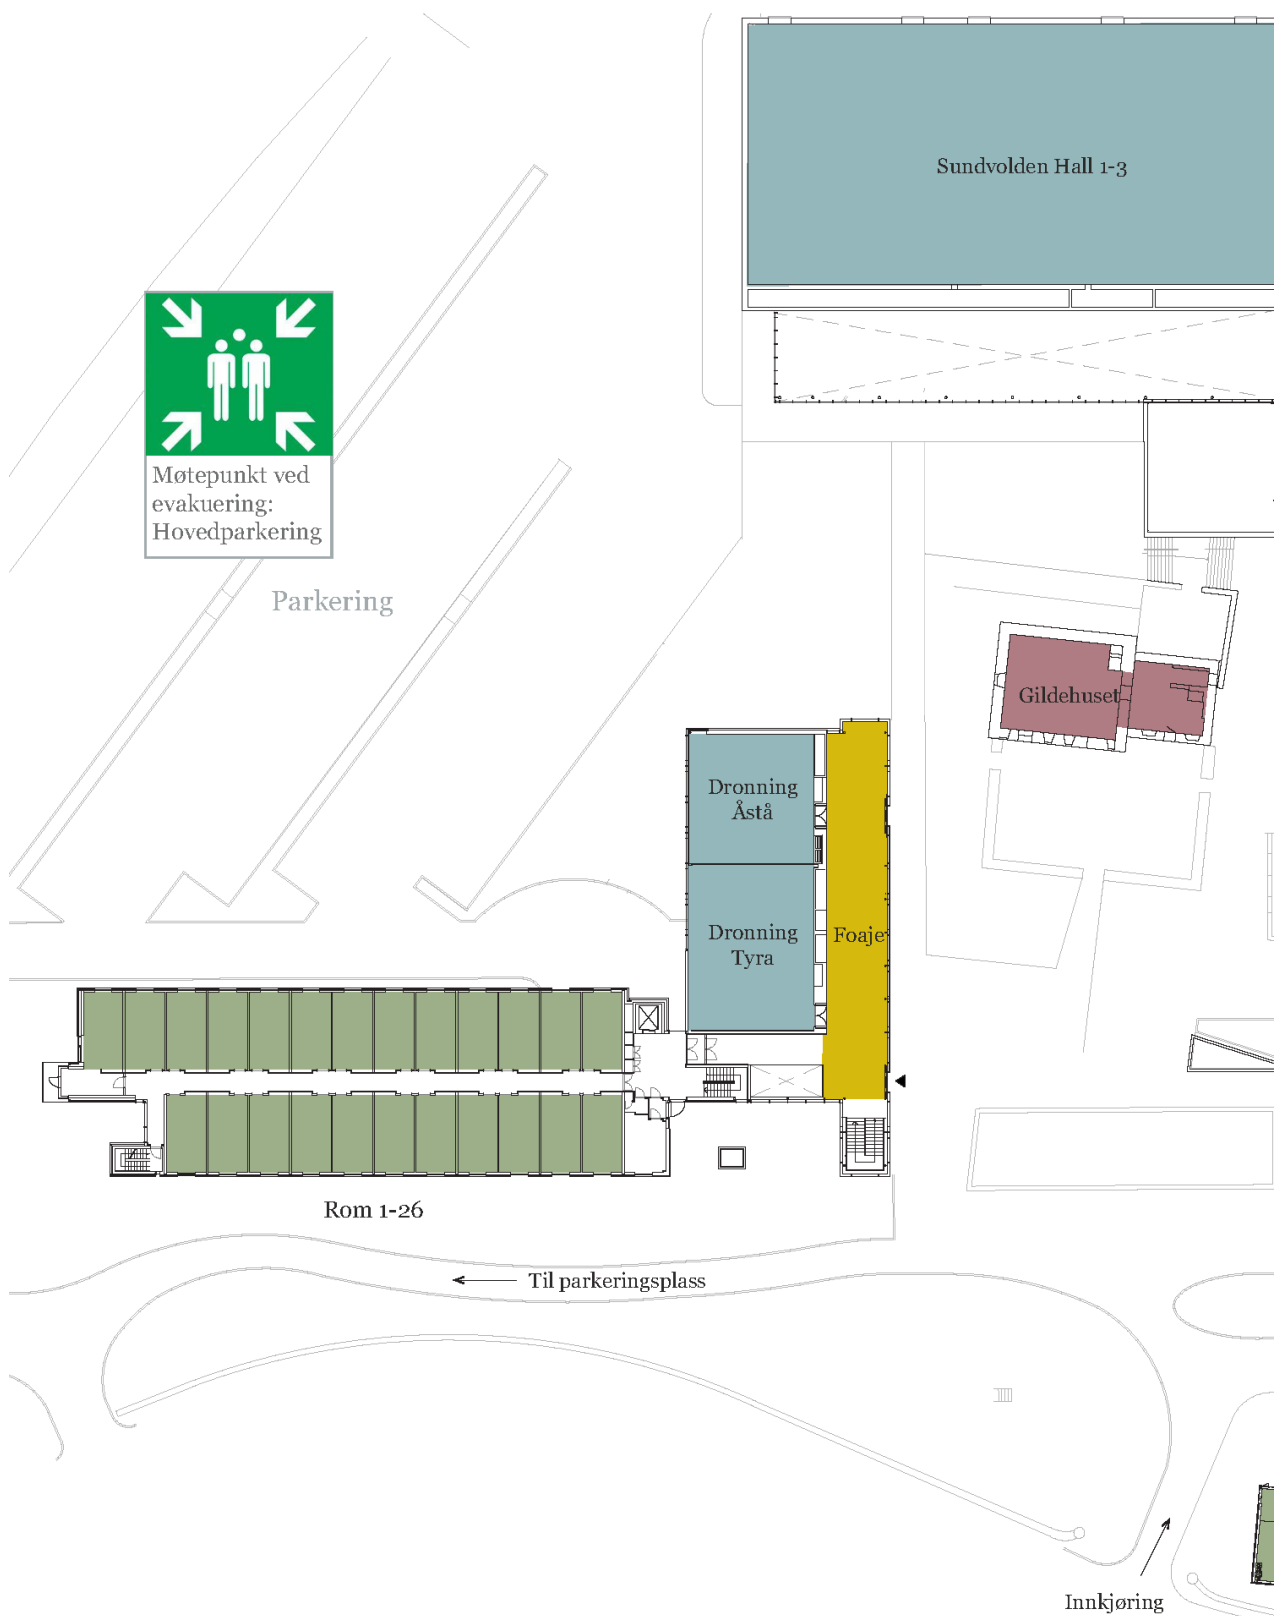 Sundvolden Hall 1-3
Møtepunkt ved
evakuering:
Hovedparkering
Parkering
Gildehuset
Dronning
Åstå
Dronning
Tyra
Foaje
Rom 1-26
Til parkeringsplass
Innkjøring